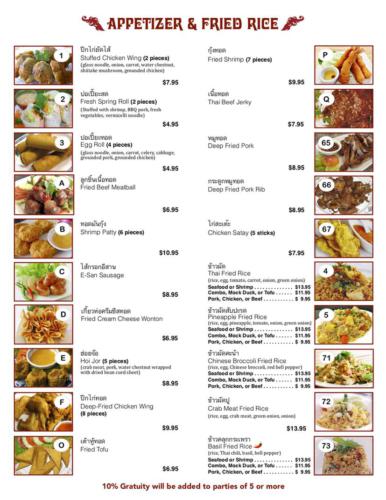 APPETIZER & FRIED RICE
1
ปีกไก่ยัดไส้
Stuffed Chicken Wing (2 pieces)
(glass noodle, onion, carrot, water chestnut,
shiitake mushroom, grounded chicken)
$7.95
2
ปอเปี๊ยะสด
Fresh Spring Roll (2 pieces)
(Stuffed with shrimp, BBQ pork, fresh
vegetables, vermicelli noodle)
$4.95
3
ปอเปี๊ยะทอด
Egg Roll (4 pieces)
(glass noodle, onion, carrot, celery, cabbage,
grounded pork, grounded chicken)
$4.95
A
ลูกชิ้นเนื้อทอด
Fried Beef Meatball
$6.95
B
ทอดมันกุ้ง
Shrimp Patty (6 pieces)
$10.95
C
ไส้กรอกอีสาน
E-San Sausage
$8.95
D
เกี๊ยวห่อครีมชีสทอด
Fried Cream Cheese Wonton
$6.95
E
ฮ่อยจ๊อ
Hoi Jor (5 pieces)
(crab meat, pork, water chestnut wrapped
with dried bean curd sheet)
$8.95
F
ปีกไก่ทอด
Deep-Fried Chicken Wing
(8 pieces)
$9.95
O
เต้าหู้ทอด
Fried Tofu
$6.95
กุ้งทอด
Fried Shrimp (7 pieces)
$9.95
P
เนื้อทอด
Thai Beef Jerky
$7.95
Q
หมูทอด
Deep Fried Pork
$8.95
65
กระดูกหมูทอด
Deep Fried Pork Rib
$8.95
66
ไก่สะเต๊ะ
Chicken Satay (5 sticks)
$7.95
67
ข้าวผัด
Thai Fried Rice
(rice, egg, tomato, carrot, onion, green onion)
Seafood or Shrimp . . . . . . . . . . . . . $13.95
Combo, Mock Duck, or Tofu . . . . . . $11.95
Pork, Chicken, or Beef . . . . . . . . . . $ 9.95
4
ข้าวผัดสับปะรด
Pineapple Fried Rice
(rice, egg, pineapple, tomato, onion, green onion)
Seafood or Shrimp . . . . . . . . . . . . . $13.95
Combo, Mock Duck, or Tofu . . . . . . $11.95
Pork, Chicken, or Beef . . . . . . . . . . $ 9.95
5
ข้าวผัดคะน้า
Chinese Broccoli Fried Rice
(rice, egg, Chinese broccoli, red bell pepper)
Seafood or Shrimp . . . . . . . . . . . . . $13.95
Combo, Mock Duck, or Tofu . . . . . . $11.95
Pork, Chicken, or Beef . . . . . . . . . . $ 9.95
71
ข้าวผัดปู
Crab Meat Fried Rice
(rice, egg, crab meat, green onion, onion)
$13.95
72
ข้าวคลุกกระเพรา
Basil Fried Rice
(rice, Thai chili, basil, bell pepper)
Seafood or Shrimp . . . . . . . . . . . . . $13.95
Combo, Mock Duck, or Tofu . . . . . . $11.95
Pork, Chicken, or Beef . . . . . . . . . . $ 9.95
73
10% Gratuity will be added to parties of 5 or more